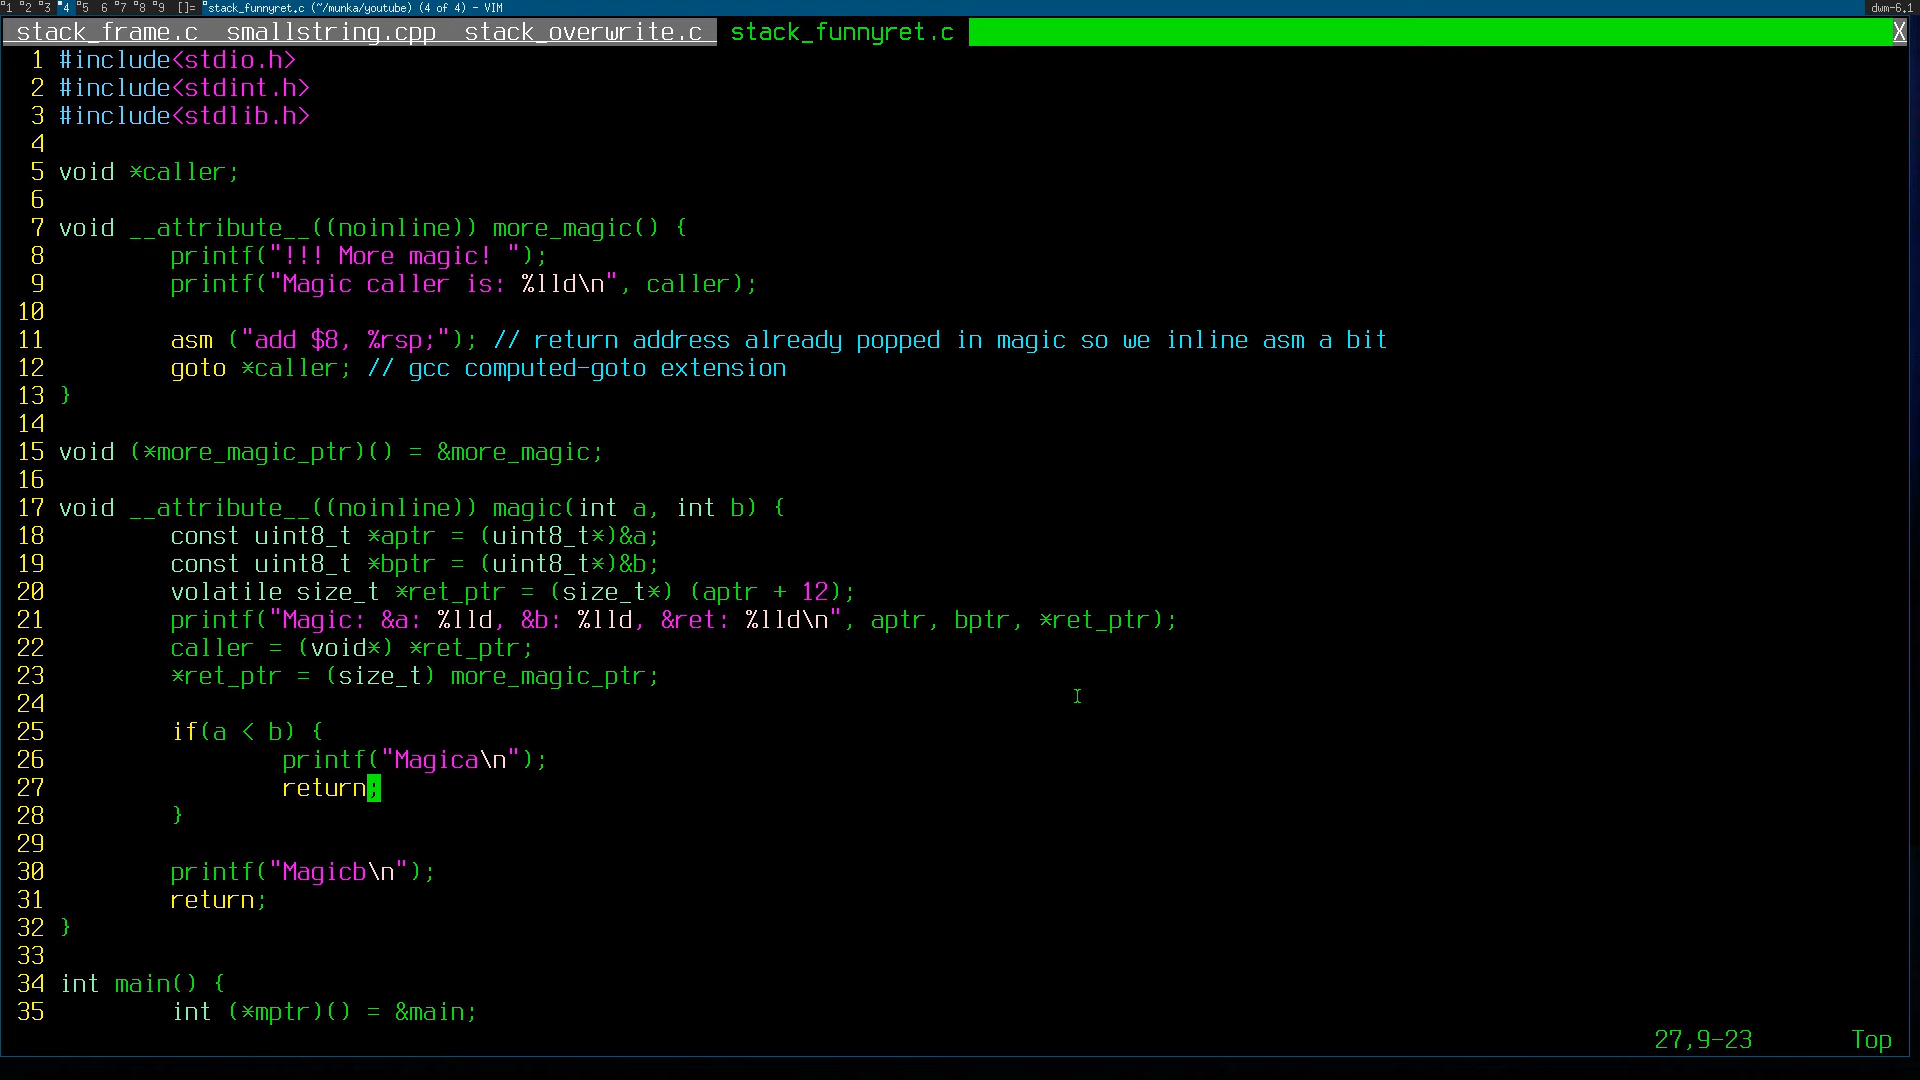 1 2 3 4 5 6 7 8 9 []= stack_funnyret.c (~/munka/youtube) (4 of 4) - VIM dwm-6.1
stack_frame.c smallstring.cpp stack_overwrite.c stack_funnyret.c X
1 #include<stdio.h>
2 #include<stdint.h>
3 #include<stdlib.h>
4
5 void *caller;
6
7 void __attribute__((noinline)) more_magic() {
8 printf("!!! More magic! ");
9 printf("Magic caller is: %lld\n", caller);
10
11 asm ("add $8, %rsp;"); // return address already popped in magic so we inline asm a bit
12 goto *caller; // gcc computed-goto extension
13 }
14
15 void (*more_magic_ptr)() = &more_magic;
16
17 void __attribute__((noinline)) magic(int a, int b) {
18 const uint8_t *aptr = (uint8_t*)&a;
19 const uint8_t *bptr = (uint8_t*)&b;
20 volatile size_t *ret_ptr = (size_t*) (aptr + 12);
21 printf("Magic: &a: %lld, &b: %lld, &ret: %lld\n", aptr, bptr, *ret_ptr);
22 caller = (void*) *ret_ptr;
23 *ret_ptr = (size_t) more_magic_ptr;
24
25 if(a < b) {
26 printf("Magica\n");
27 return;
28 }
29
30 printf("Magicb\n");
31 return;
32 }
33
34 int main() {
35 int (*mptr)() = &main;
27,9-23 Top